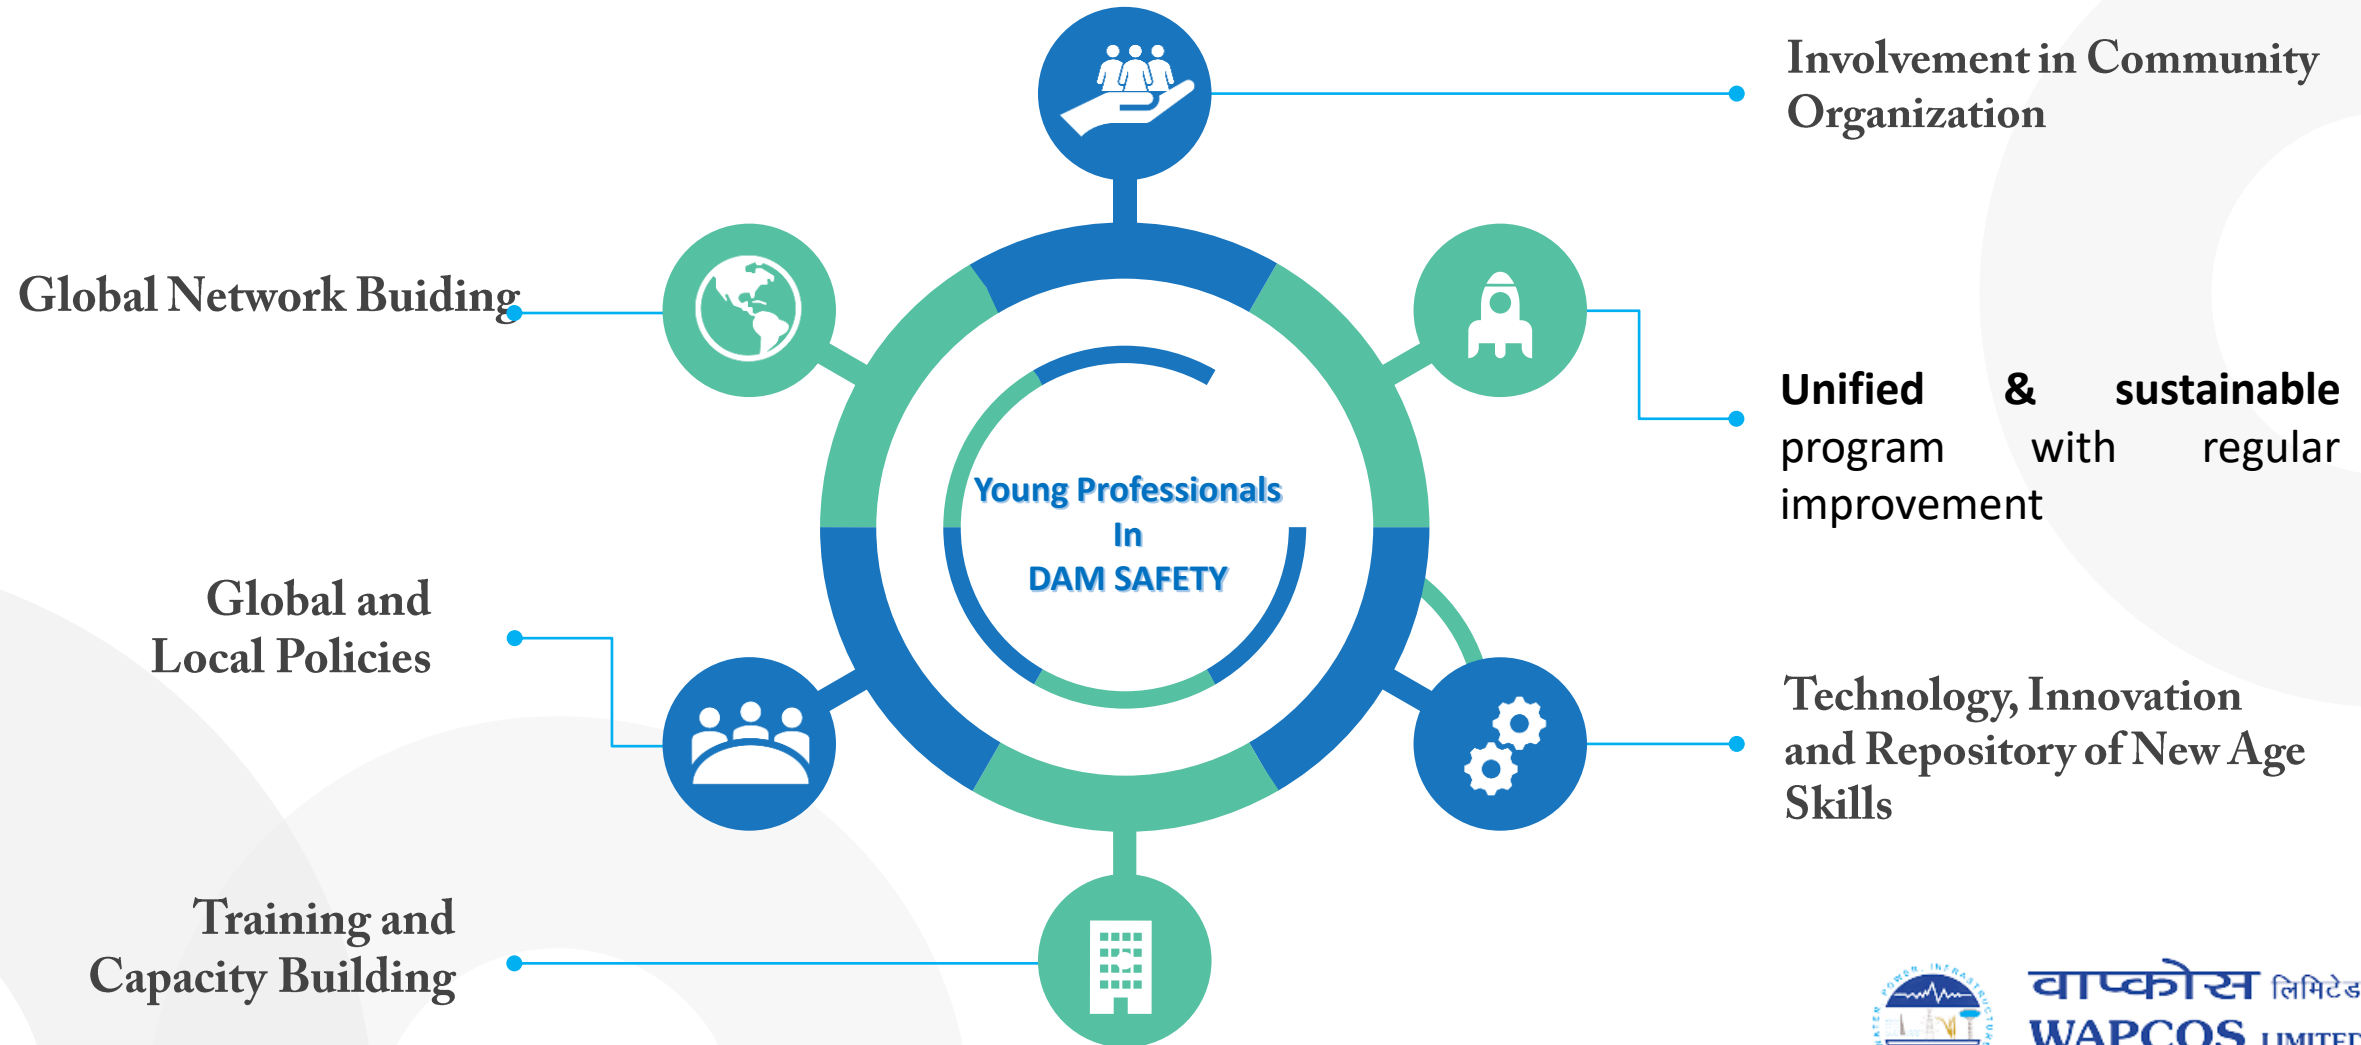 Involvement in Community
Organization
Global Network Buiding
Unified & sustainable
program with regular
improvement
Young Professionals
In
DAM SAFETY
Global and
Local Policies
Technology, Innovation
and Repository of New Age
Skills
Training and
Capacity Building
वाप्कोस लिमिटेड
WAPCOS LIMITED